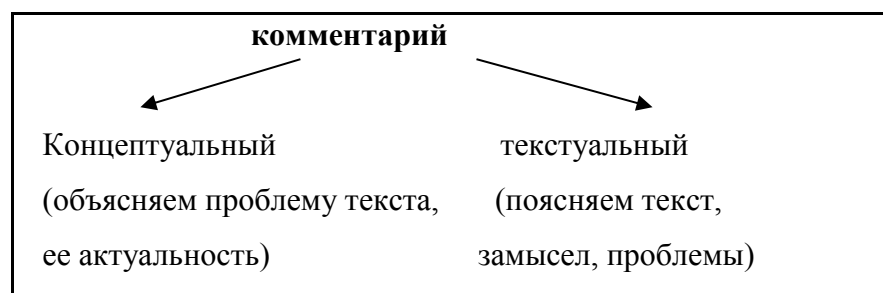 комментарий
Концептуальный текстуальный
(объясняем проблему текста, (поясняем текст,
ее актуальность) замысел, проблемы)